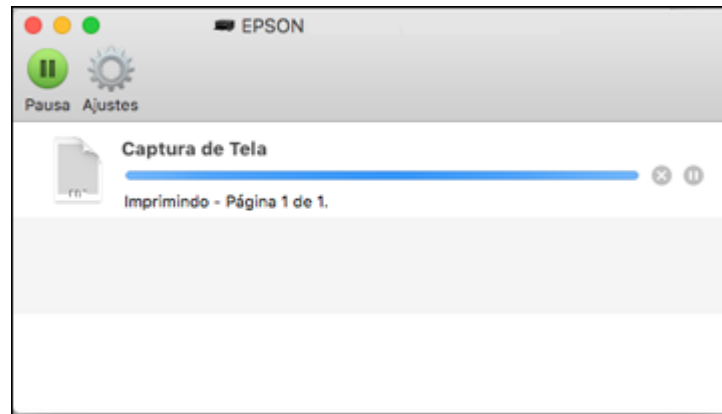 EPSON
Pausa Ajustes
Captura de Tela
Imprimindo - Página 1 de 1.